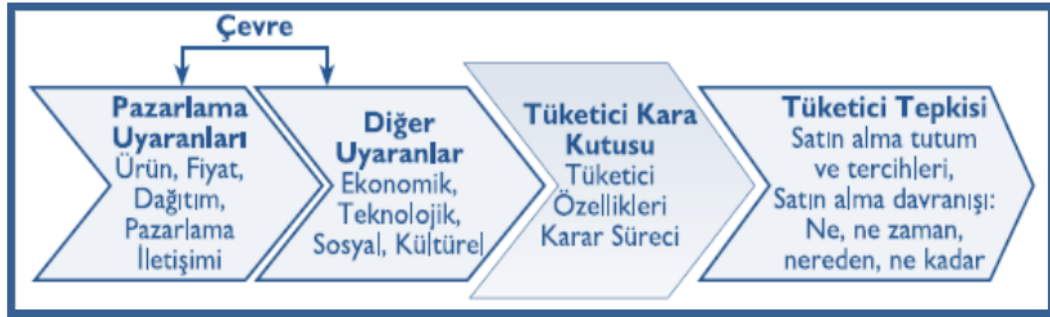 Çevre
Pazarlama
Uyaranları
Ürün, Fiyat,
Dağıtım,
Pazarlama
İletişimi
Diğer
Uyaranlar
Ekonomik,
Teknolojik,
Sosyal, Kültürel
Tüketici Kara
Kutusu
Tüketici
Özellikleri
Karar Süreci
Tüketici Tepkisi
Satın alma tutum
ve tercihleri,
Satın alma davranışı:
Ne, ne zaman,
nereden, ne kadar